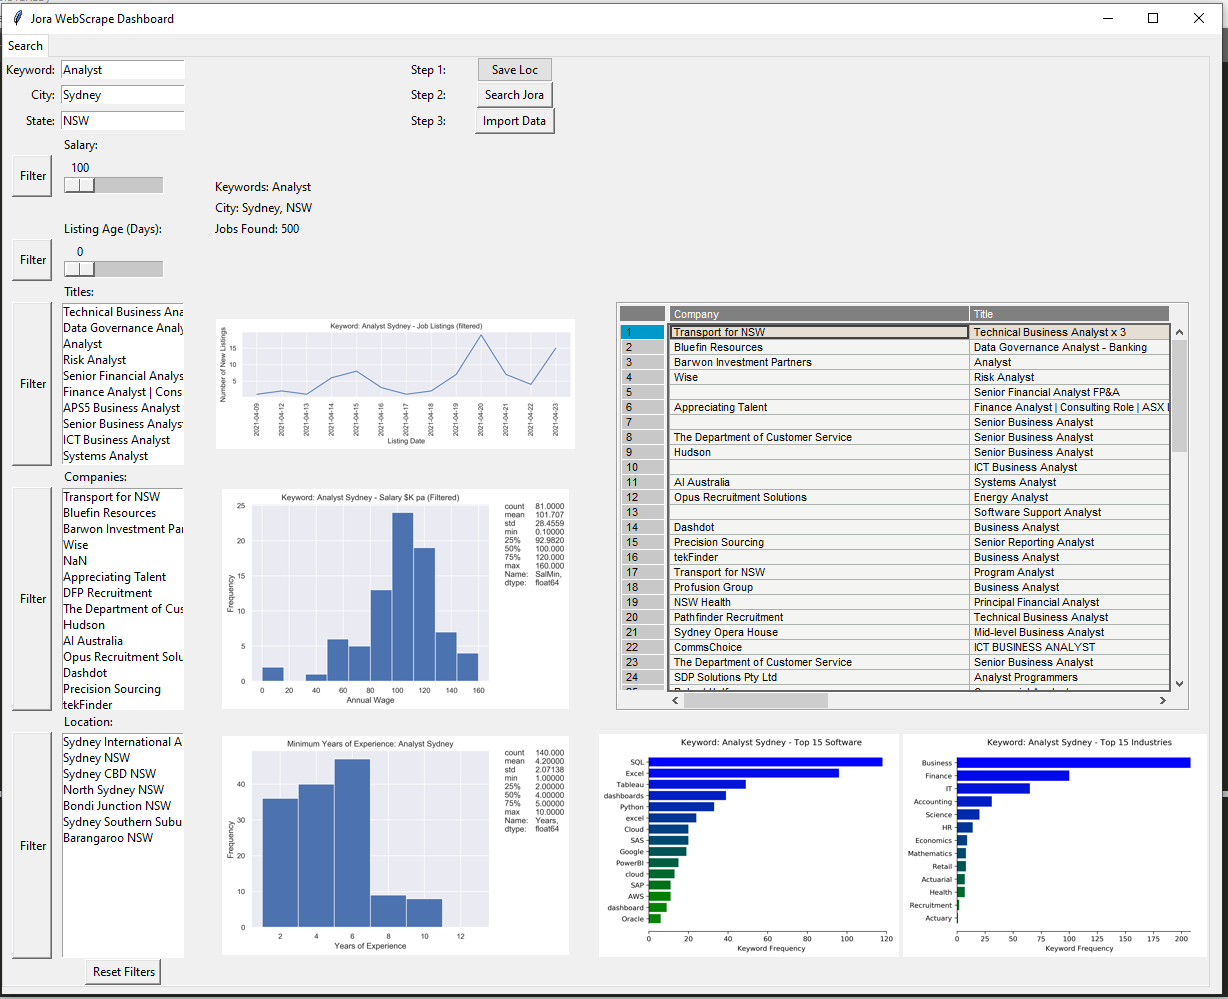 Jora WebScrape Dashboard
Search
Keyword: Analyst
City: Sydney
State: NSW
Step 1: Save Loc
Step 2: Search Jora
Step 3: Import Data
Salary:
100
Filter
Keywords: Analyst
City: Sydney, NSW
Jobs Found: 500
Listing Age (Days):
0
Filter
Titles:
Filter
Technical Business Ana
Data Governance Analy
Analyst
Risk Analyst
Senior Financial Analys
Finance Analyst | Cons
APS5 Business Analyst
Senior Business Analyst
ICT Business Analyst
Systems Analyst
Companies:
Filter
Transport for NSW
Bluefin Resources
Barwon Investment Par
Wise
NaN
Appreciating Talent
DFP Recruitment
The Department of Cus
Hudson
AI Australia
Opus Recruitment Solu
Dashdot
Precision Sourcing
tekFinder
Location:
Filter
Sydney International A
Sydney NSW
Sydney CBD NSW
North Sydney NSW
Bondi Junction NSW
Sydney Southern Subu
Barangaroo NSW
Reset Filters
Keyword: Analyst Sydney - Job Listings (filtered)
Number of New Listings
15
10
5
2021-04-09 2021-04-12 2021-04-13 2021-04-14 2021-04-15 2021-04-16 2021-04-17 2021-04-18 2021-04-19 2021-04-20 2021-04-21 2021-04-22 2021-04-23
Listing Date
Keyword: Analyst Sydney - Salary $K pa (Filtered)
Frequency
25
20
15
10
5
0
0 20 40 60 80 100 120 140 160
Annual Wage
count 81.0000
mean 101.707
std 28.4559
min 0.10000
25% 92.9820
50% 100.000
75% 120.000
max 160.000
Name: SalMin,
dtype: float64
Minimum Years of Experience: Analyst Sydney
Frequency
40
30
20
10
0
2 4 6 8 10 12
Years of Experience
count 140.000
mean 4.20000
std 2.07138
min 1.00000
25% 2.00000
50% 4.00000
75% 5.00000
max 10.0000
Name: Years,
dtype: float64
Company Title
1 Transport for NSW Technical Business Analyst x 3
2 Bluefin Resources Data Governance Analyst - Banking
3 Barwon Investment Partners Analyst
4 Wise Risk Analyst
5 Senior Financial Analyst FP&A
6 Appreciating Talent Finance Analyst | Consulting Role | ASX
7 Senior Business Analyst
8 The Department of Customer Service Senior Business Analyst
9 Hudson Senior Business Analyst
10 ICT Business Analyst
11 AI Australia Systems Analyst
12 Opus Recruitment Solutions Energy Analyst
13 Software Support Analyst
14 Dashdot Business Analyst
15 Precision Sourcing Senior Reporting Analyst
16 tekFinder Business Analyst
17 Transport for NSW Program Analyst
18 Profusion Group Business Analyst
19 NSW Health Principal Financial Analyst
20 Pathfinder Recruitment Technical Business Analyst
21 Sydney Opera House Mid-level Business Analyst
22 CommsChoice ICT BUSINESS ANALYST
23 The Department of Customer Service Senior Business Analyst
24 SDP Solutions Pty Ltd Analyst Programmers
Keyword: Analyst Sydney - Top 15 Software
SQL
Excel
Tableau
dashboards
Python
excel
Cloud
SAS
Google
PowerBI
cloud
SAP
AWS
dashboard
Oracle
0 20 40 60 80 100 120
Keyword Frequency
Keyword: Analyst Sydney - Top 15 Industries
Business
Finance
IT
Accounting
Science
HR
Economics
Mathematics
Retail
Actuarial
Health
Recruitment
Actuary
0 25 50 75 100 125 150 175 200
Keyword Frequency